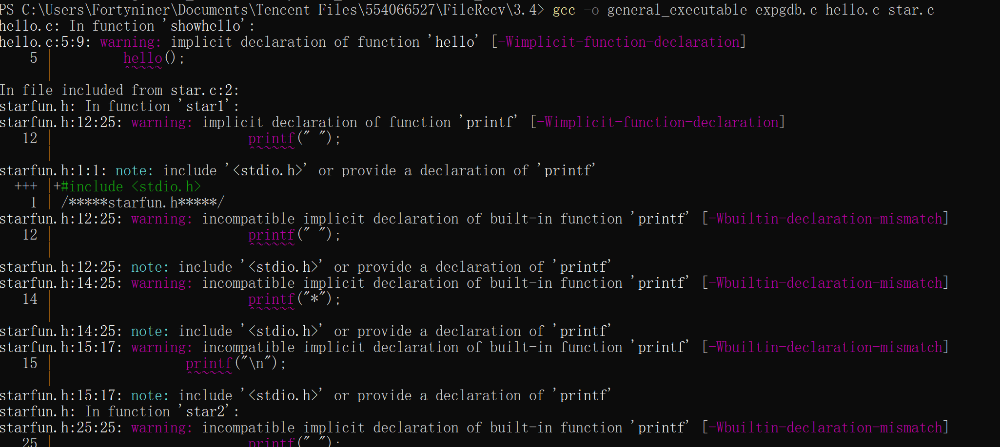 PS C:\Users\Fortyniner\Documents\Tencent Files\554066527\FileRecv\3.4> gcc -o general_executable expgdb.c hello.c star.c
hello.c: In function 'showhello':
hello.c:5:9: warning: implicit declaration of function 'hello' [-Wimplicit-function-declaration]
    5 |         hello();
      |         ^~~~~
In file included from star.c:2:
starfun.h: In function 'star1':
starfun.h:12:25: warning: implicit declaration of function 'printf' [-Wimplicit-function-declaration]
   12 |                         printf(" ");
      |                         ^~~~~~
starfun.h:1:1: note: include '<stdio.h>' or provide a declaration of 'printf'
  +++ |+#include <stdio.h>
    1 | /*****starfun.h*****/
starfun.h:12:25: warning: incompatible implicit declaration of built-in function 'printf' [-Wbuiltin-declaration-mismatch]
   12 |                         printf(" ");
      |                         ^~~~~~
starfun.h:12:25: note: include '<stdio.h>' or provide a declaration of 'printf'
starfun.h:14:25: warning: incompatible implicit declaration of built-in function 'printf' [-Wbuiltin-declaration-mismatch]
   14 |                         printf("*");
      |                         ^~~~~~
starfun.h:14:25: note: include '<stdio.h>' or provide a declaration of 'printf'
starfun.h:15:17: warning: incompatible implicit declaration of built-in function 'printf' [-Wbuiltin-declaration-mismatch]
   15 |                 printf("\n");
      |                 ^~~~~~
starfun.h:15:17: note: include '<stdio.h>' or provide a declaration of 'printf'
starfun.h: In function 'star2':
starfun.h:25:25: warning: incompatible implicit declaration of built-in function 'printf' [-Wbuiltin-declaration-mismatch]
   25 |                         printf(" ");